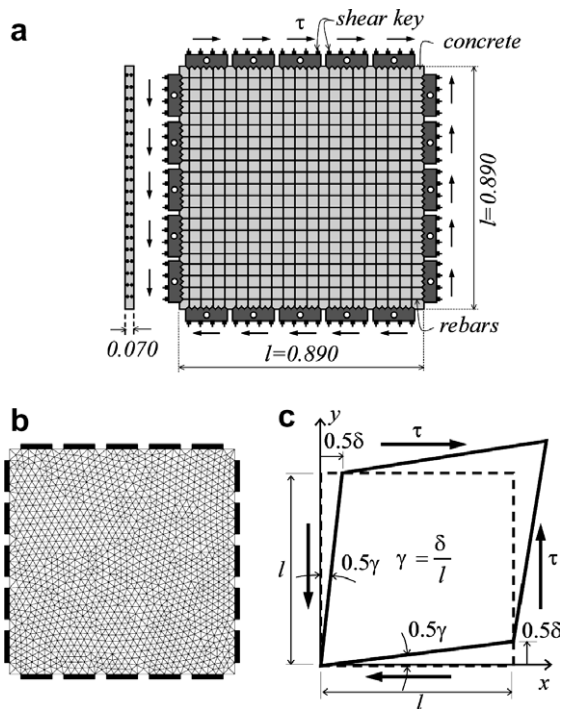 a
τ shear key
concrete
l=0.890
rebars
0.070
l=0.890
b
c
y
0.5δ
τ
l
0.5γ
γ = δ/l
τ
0.5γ
0.5δ
x
l